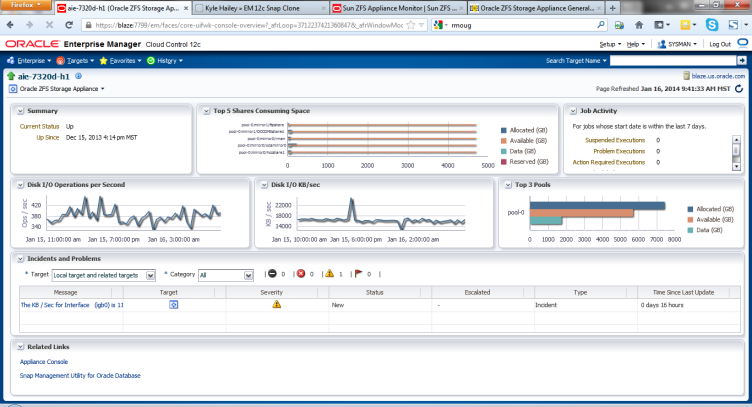 Firefox
aie-7320d-h1 (Oracle ZFS Storage Ap...
Kyle Hailey » EM 12c Snap Clone
Sun ZFS Appliance Monitor | Sun ZFS ...
Oracle ZFS Storage Appliance General...
https://blaze:7799/em/faces/core-uifwk-console-overview?_afrLoop=3712237421360847&_afrWindowMoc
rmoug
ORACLE Enterprise Manager Cloud Control 12c
Setup Help SYSMAN Log Out
Enterprise Targets Favorites History
Search Target Name
aie-7320d-h1
blaze.us.oracle.com
Oracle ZFS Storage Appliance
Page Refreshed Jan 16, 2014 9:41:33 AM HST
Summary
Current Status Up
Up Since Dec 15, 2013 4:14 pm MST
Top 5 Shares Consuming Space
0 1000 2000 3000 4000 5000
Allocated (GB)
Available (GB)
Data (GB)
Reserved (GB)
Job Activity
For jobs whose start date is within the last 7 days.
Suspended Executions 0
Problem Executions 0
Action Required Executions 0
Disk I/O Operations per Second
Ops / sec
420
380
340
Jan 15, 11:00:00 am Jan 15, 7:00:00 pm Jan 16, 3:00:00 am
Disk I/O KB/sec
KB / sec
22000
18000
14000
Jan 15, 10:00:00 am Jan 15, 6:00:00 pm Jan 16, 2:00:00 am
Top 3 Pools
pool-0
0 1000 2000 3000 4000 5000 6000 7000 8000
Allocated (GB)
Available (GB)
Data (GB)
Incidents and Problems
* Target Local target and related targets * Category All | 0 | 0 | 1 | 0 |
Message Target Severity Status Escalated Type Time Since Last Update
The KB / Sec for Interface (igb0) is 11 New - Incident 0 days 16 hours
Related Links
Appliance Console
Snap Management Utility for Oracle Database